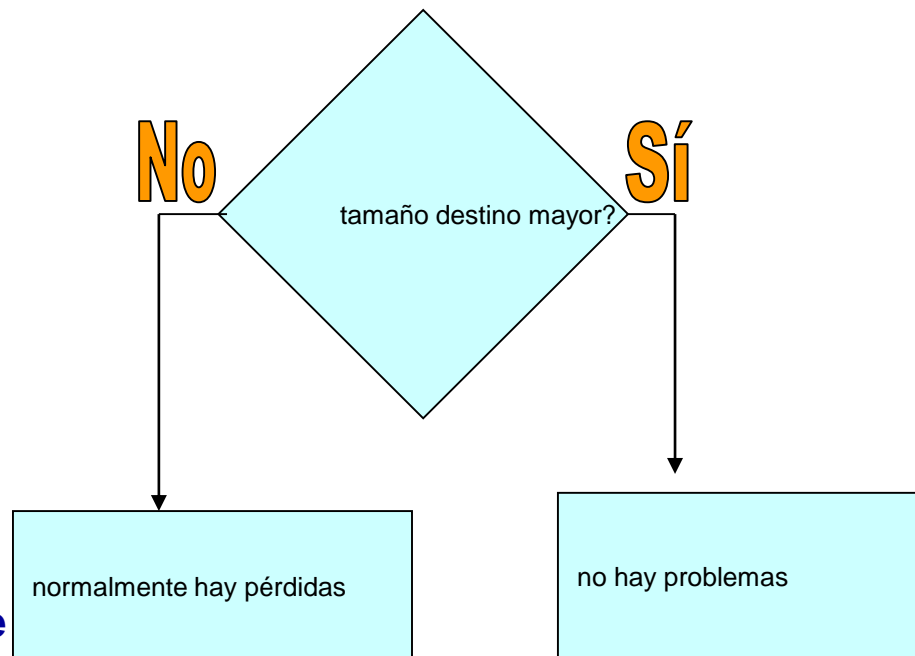 No
Sí
tamaño destino mayor?
normalmente hay pérdidas
no hay problemas
e